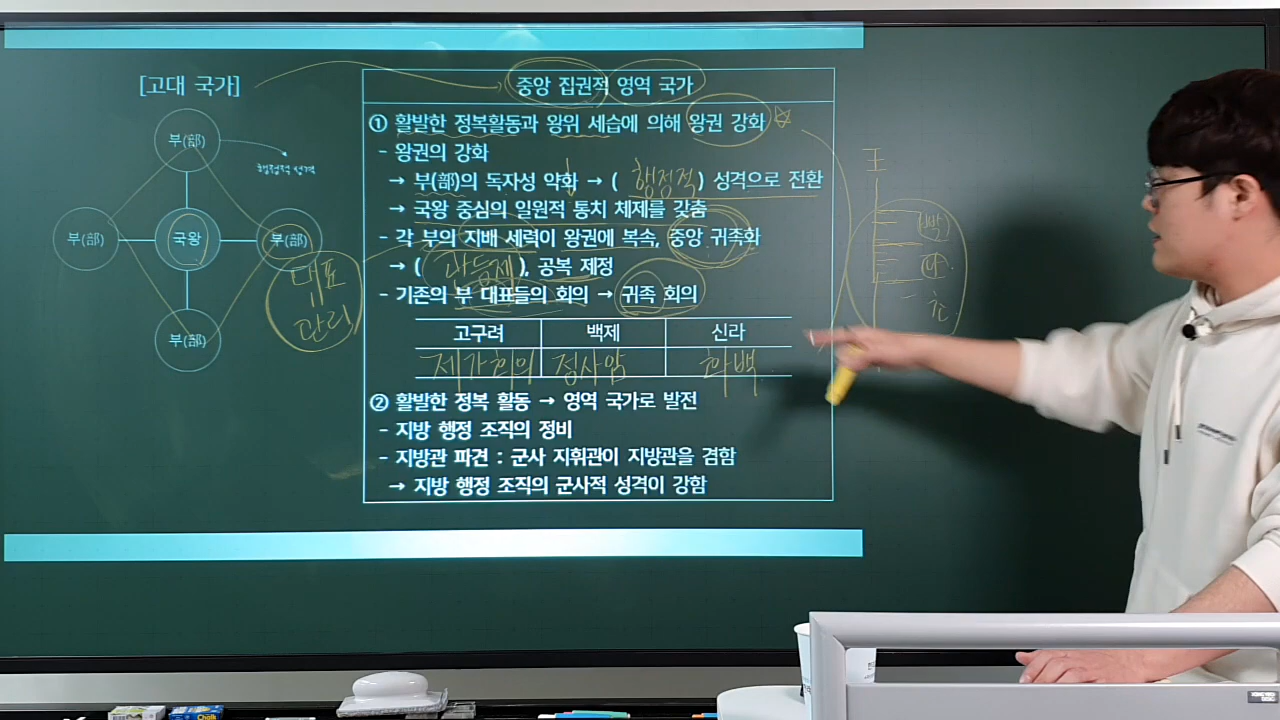 [고대 국가]
부(部)
행정적 성격
부(部)
국왕
부(部)
대표
관리
부(部)
중앙 집권적 영역 국가
① 활발한 정복활동과 왕위 세습에 의해 왕권 강화
- 왕권의 강화
→ 부(部)의 독자성 약화 → ( 행정적 ) 성격으로 전환
→ 국왕 중심의 일원적 통치 체제를 갖춤
- 각 부의 지배 세력이 왕권에 복속, 중앙 귀족화
→ ( 관등제 ), 공복 제정
- 기존의 부 대표들의 회의 → 귀족 회의
고구려 백제 신라
제가회의 정사암 화백
② 활발한 정복 활동 → 영역 국가로 발전
- 지방 행정 조직의 정비
- 지방관 파견 : 군사 지휘관이 지방관을 겸함
→ 지방 행정 조직의 군사적 성격이 강함
王
Chalk